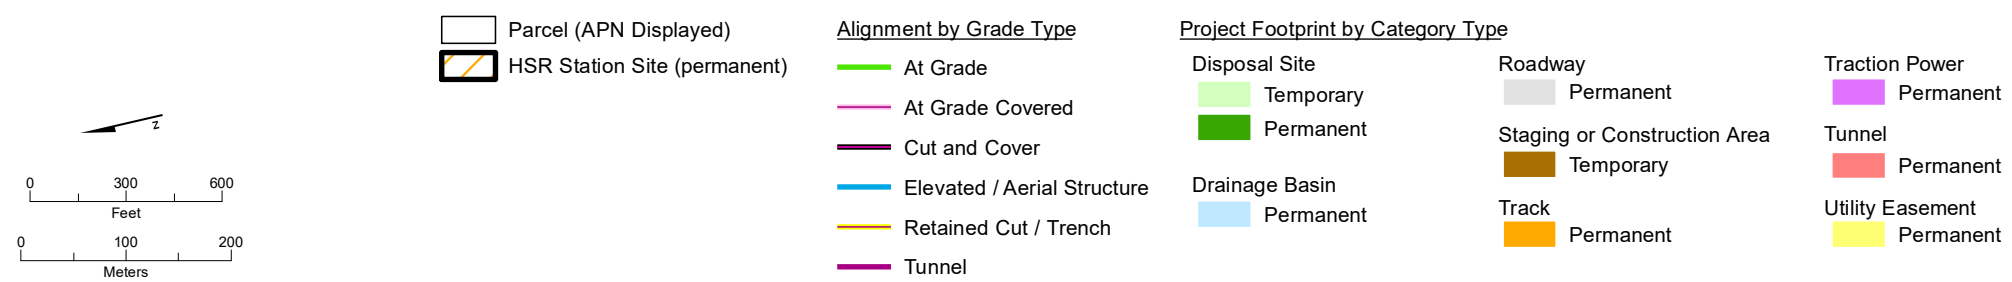 Parcel (APN Displayed)
HSR Station Site (permanent)
Z
0 300 600
Feet
0 100 200
Meters
Alignment by Grade Type
At Grade
At Grade Covered
Cut and Cover
Elevated / Aerial Structure
Retained Cut / Trench
Tunnel
Project Footprint by Category Type
Disposal Site
Temporary
Permanent
Drainage Basin
Permanent
Roadway
Permanent
Staging or Construction Area
Temporary
Track
Permanent
Traction Power
Permanent
Tunnel
Permanent
Utility Easement
Permanent